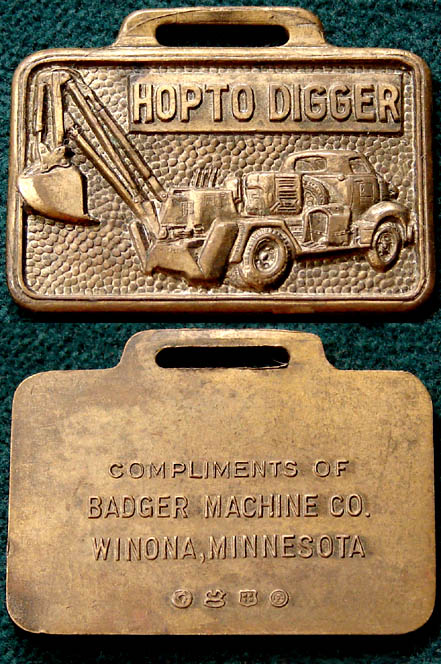 HOPTO DIGGER
COMPLIMENTS OF
BADGER MACHINE CO.
WINONA, MINNESOTA